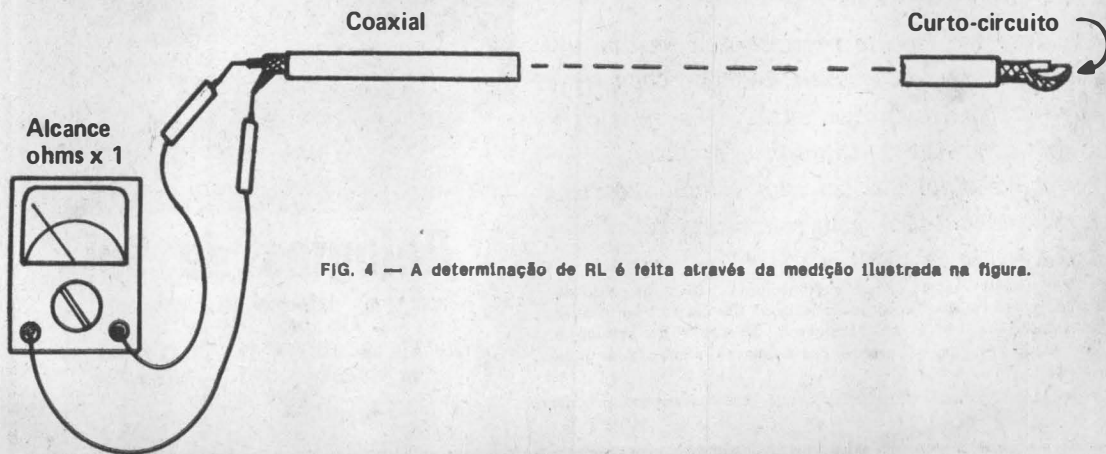 Coaxial
Curto-circuito
Alcance
ohms x 1
FIG. 4 — A determinação de RL é feita através da medição ilustrada na figura.